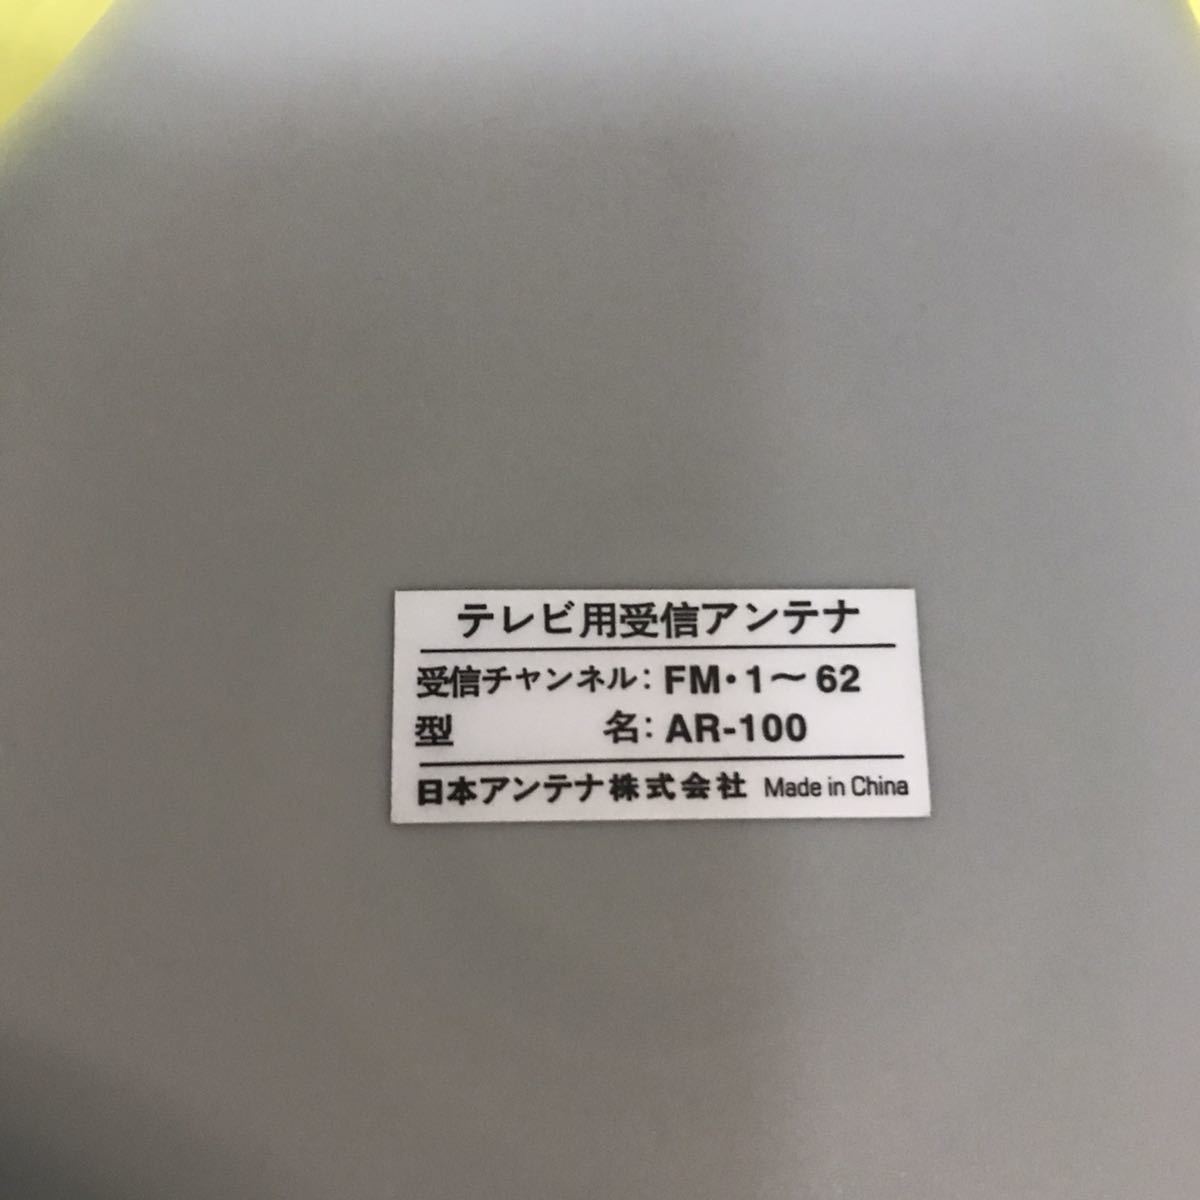 テレビ用受信アンテナ
受信チャンネル: FM・1～62
型 名: AR-100
日本アンテナ株式会社 Made in China